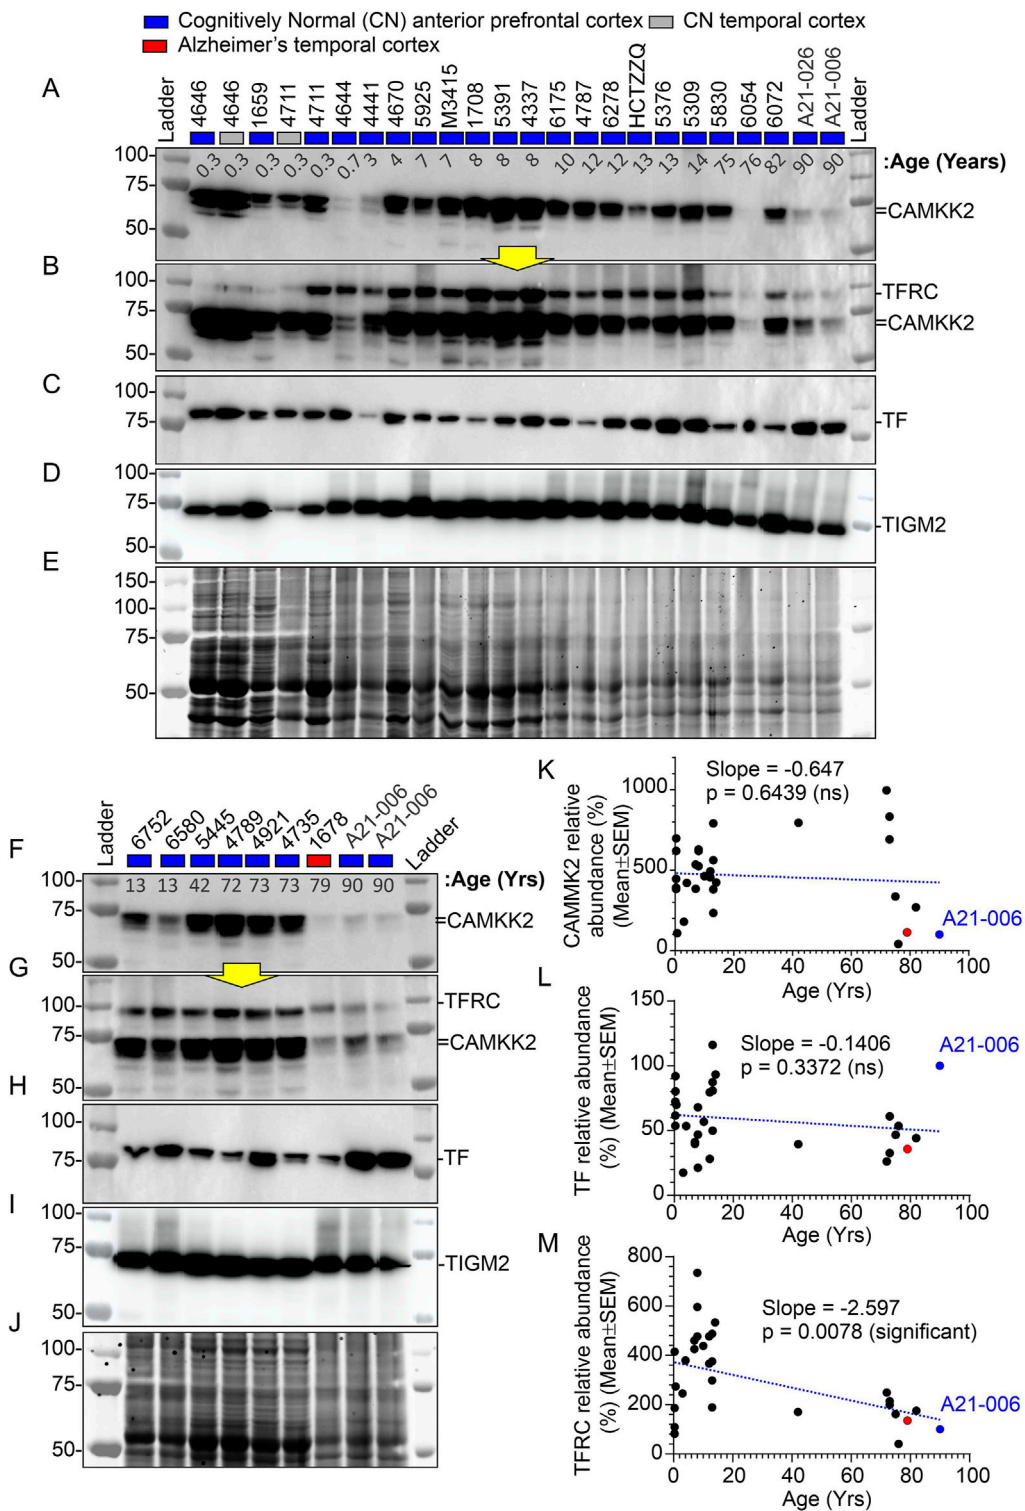 Cognitively Normal (CN) anterior prefrontal cortex CN temporal cortex
Alzheimer's temporal cortex
A
Ladder 4646 4646 1659 4711 4711 4644 4441 4670 5925 M3415 1708 5391 4337 6175 4787 6278 HCTZZQ 5376 5309 5830 6054 6072 A21-026 A21-006 Ladder
100-
0.3 0.3 0.3 0.3 0.3 0.7 3 4 7 7 8 8 8 10 12 12 13 13 14 75 76 82 90 90 :Age (Years)
75-
=CAMKK2
50-
B
100-
-TFRC
75-
=CAMKK2
50-
C
100-
75-
-TF
D
100-
75-
-TIGM2
50-
E
150-
100-
75-
50-
F
Ladder 6752 6580 5445 4789 4921 4735 1678 A21-006 A21-006 Ladder
100-
13 13 42 72 73 73 79 90 90 :Age (Yrs)
75-
=CAMKK2
50-
G
100-
-TFRC
75-
=CAMKK2
50-
H
100-
75-
-TF
I
100-
75-
-TIGM2
50-
J
100-
75-
50-
K
Slope = -0.647
p = 0.6439 (ns)
CAMMK2 relative
abundance (%)
(Mean±SEM)
1000
500
0
A21-006
0 20 40 60 80 100
Age (Yrs)
L
Slope = -0.1406
p = 0.3372 (ns)
TF relative abundance
(%) (Mean±SEM)
150
100
50
0
A21-006
0 20 40 60 80 100
Age (Yrs)
M
Slope = -2.597
p = 0.0078 (significant)
TFRC relative abundance
(%) (Mean±SEM)
800
600
400
200
0
A21-006
0 20 40 60 80 100
Age (Yrs)